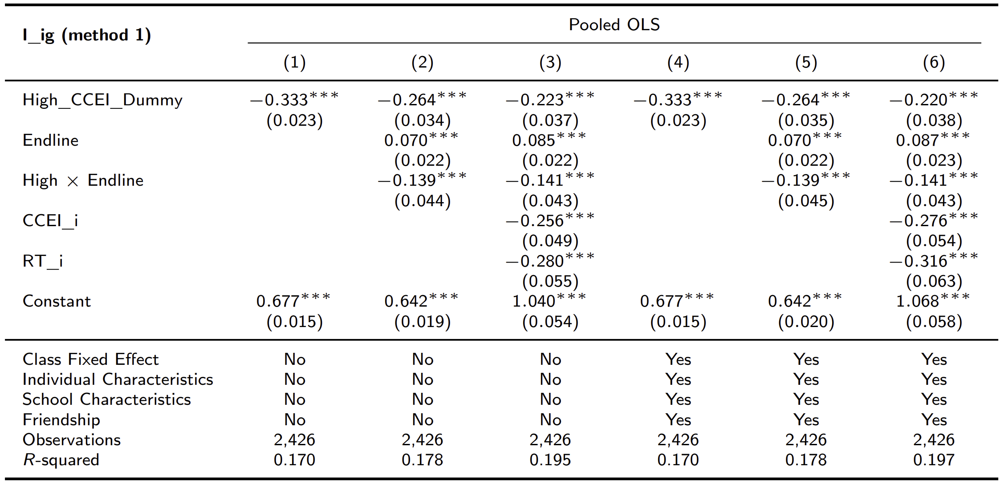 Pooled OLS
I_ig (method 1)
(1) (2) (3) (4) (5) (6)
High_CCEI_Dummy −0.333*** −0.264*** −0.223*** −0.333*** −0.264*** −0.220***
(0.023) (0.034) (0.037) (0.023) (0.035) (0.038)
Endline 0.070*** 0.085*** 0.070*** 0.087***
(0.022) (0.022) (0.022) (0.023)
High × Endline −0.139*** −0.141*** −0.139*** −0.141***
(0.044) (0.043) (0.045) (0.043)
CCEI_i −0.256*** −0.276***
(0.049) (0.054)
RT_i −0.280*** −0.316***
(0.055) (0.063)
Constant 0.677*** 0.642*** 1.040*** 0.677*** 0.642*** 1.068***
(0.015) (0.019) (0.054) (0.015) (0.020) (0.058)
Class Fixed Effect No No No Yes Yes Yes
Individual Characteristics No No No Yes Yes Yes
School Characteristics No No No Yes Yes Yes
Friendship No No No Yes Yes Yes
Observations 2,426 2,426 2,426 2,426 2,426 2,426
R-squared 0.170 0.178 0.195 0.170 0.178 0.197